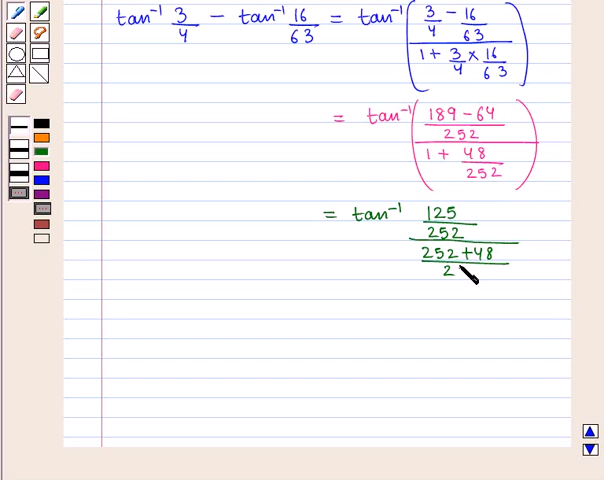 tan⁻¹ 3/4 − tan⁻¹ 16/63 = tan⁻¹ ( (3/4 − 16/63) / (1 + 3/4 × 16/63) )
= tan⁻¹ ( ((189 − 64)/252) / (1 + 48/252) )
= tan⁻¹ (125/252) / ((252 + 48)/2